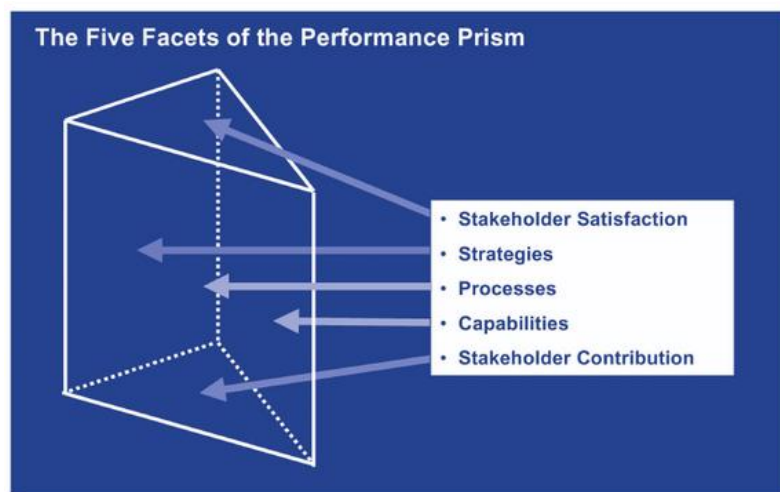 The Five Facets of the Performance Prism
• Stakeholder Satisfaction
• Strategies
• Processes
• Capabilities
• Stakeholder Contribution